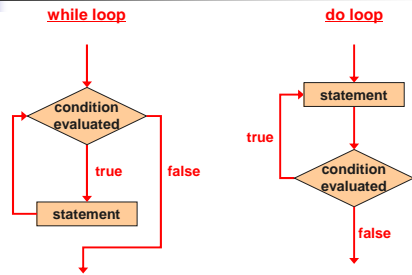 while loop
condition
evaluated
true
false
statement
do loop
statement
true
condition
evaluated
false